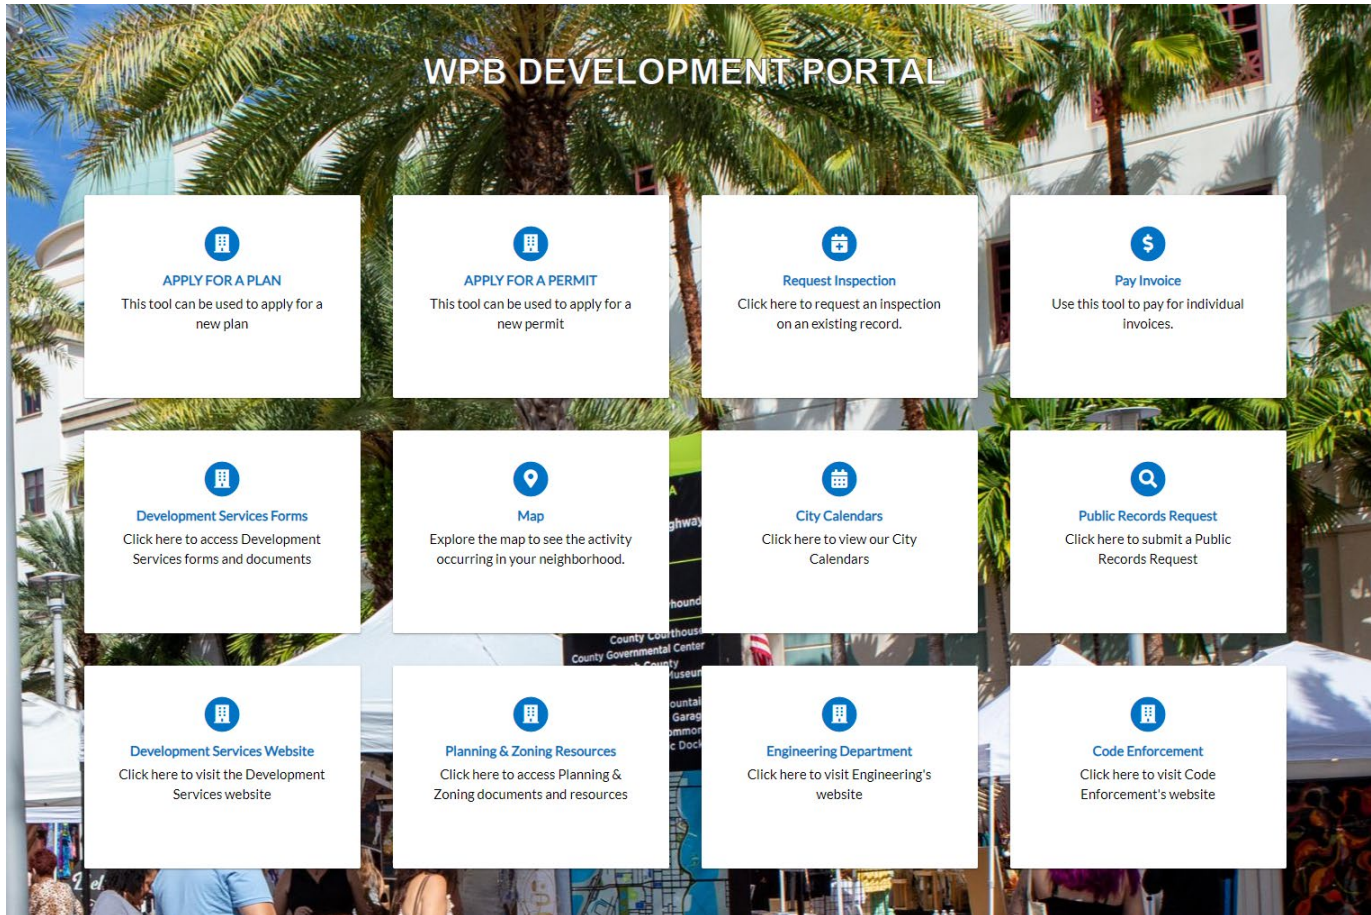 WPB DEVELOPMENT PORTAL
APPLY FOR A PLAN
This tool can be used to apply for a
new plan
APPLY FOR A PERMIT
This tool can be used to apply for a
new permit
Request Inspection
Click here to request an inspection
on an existing record.
Pay Invoice
Use this tool to pay for individual
invoices.
Development Services Forms
Click here to access Development
Services forms and documents
Map
Explore the map to see the activity
occurring in your neighborhood.
City Calendars
Click here to view our City
Calendars
Public Records Request
Click here to submit a Public
Records Request
County Courthouse
County Governmental Center
County
Development Services Website
Click here to visit the Development
Services website
Planning & Zoning Resources
Click here to access Planning &
Zoning documents and resources
Engineering Department
Click here to visit Engineering's
website
Code Enforcement
Click here to visit Code
Enforcement's website